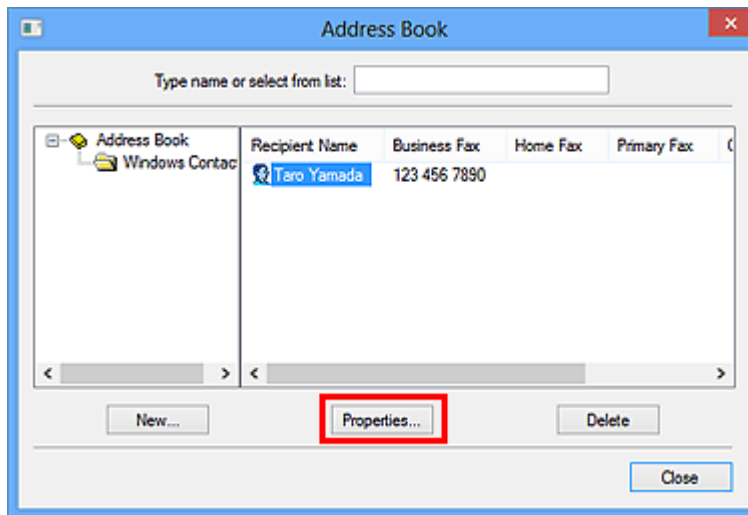 Address Book
Type name or select from list:
Address Book
Windows Contac
Recipient Name Business Fax Home Fax Primary Fax
Taro Yamada 123 456 7890
New... Properties... Delete
Close